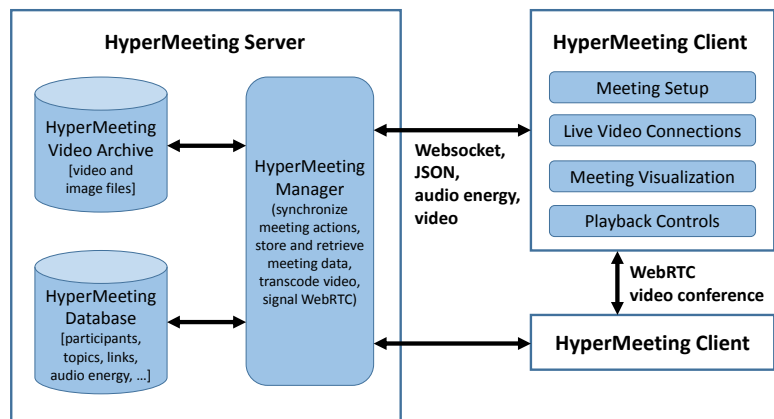 HyperMeeting Server
HyperMeeting
Video Archive
[video and
image files]
HyperMeeting
Database
[participants,
topics, links,
audio energy, …]
HyperMeeting
Manager
(synchronize
meeting actions,
store and retrieve
meeting data,
transcode video,
signal WebRTC)
Websocket,
JSON,
audio energy,
video
HyperMeeting Client
Meeting Setup
Live Video Connections
Meeting Visualization
Playback Controls
WebRTC
video conference
HyperMeeting Client